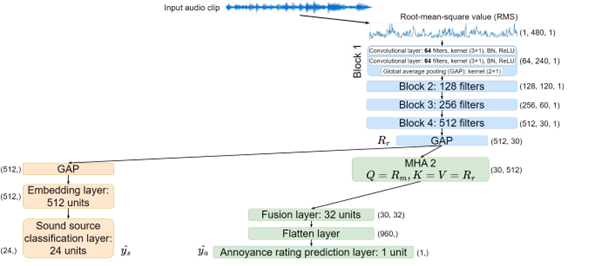 Input audio clip
Root-mean-square value (RMS)
(1, 480, 1)
Block 1
Convolutional layer: 64 filters, kernel (3×1), BN, ReLU
Convolutional layer: 64 filters, kernel (3×1), BN, ReLU
Global average pooling (GAP): kernel (2×1)
(64, 240, 1)
Block 2: 128 filters
(128, 120, 1)
Block 3: 256 filters
(256, 60, 1)
Block 4: 512 filters
(512, 30, 1)
R_r
GAP
(512, 30)
(512,)
GAP
MHA 2
Q = R_m, K = V = R_r
(30, 512)
(512,)
Embedding layer:
512 units
Fusion layer: 32 units
(30, 32)
Flatten layer
(960,)
(24,)
Sound source
classification layer:
24 units
ŷ_s
ŷ_a
Annoyance rating prediction layer: 1 unit
(1,)